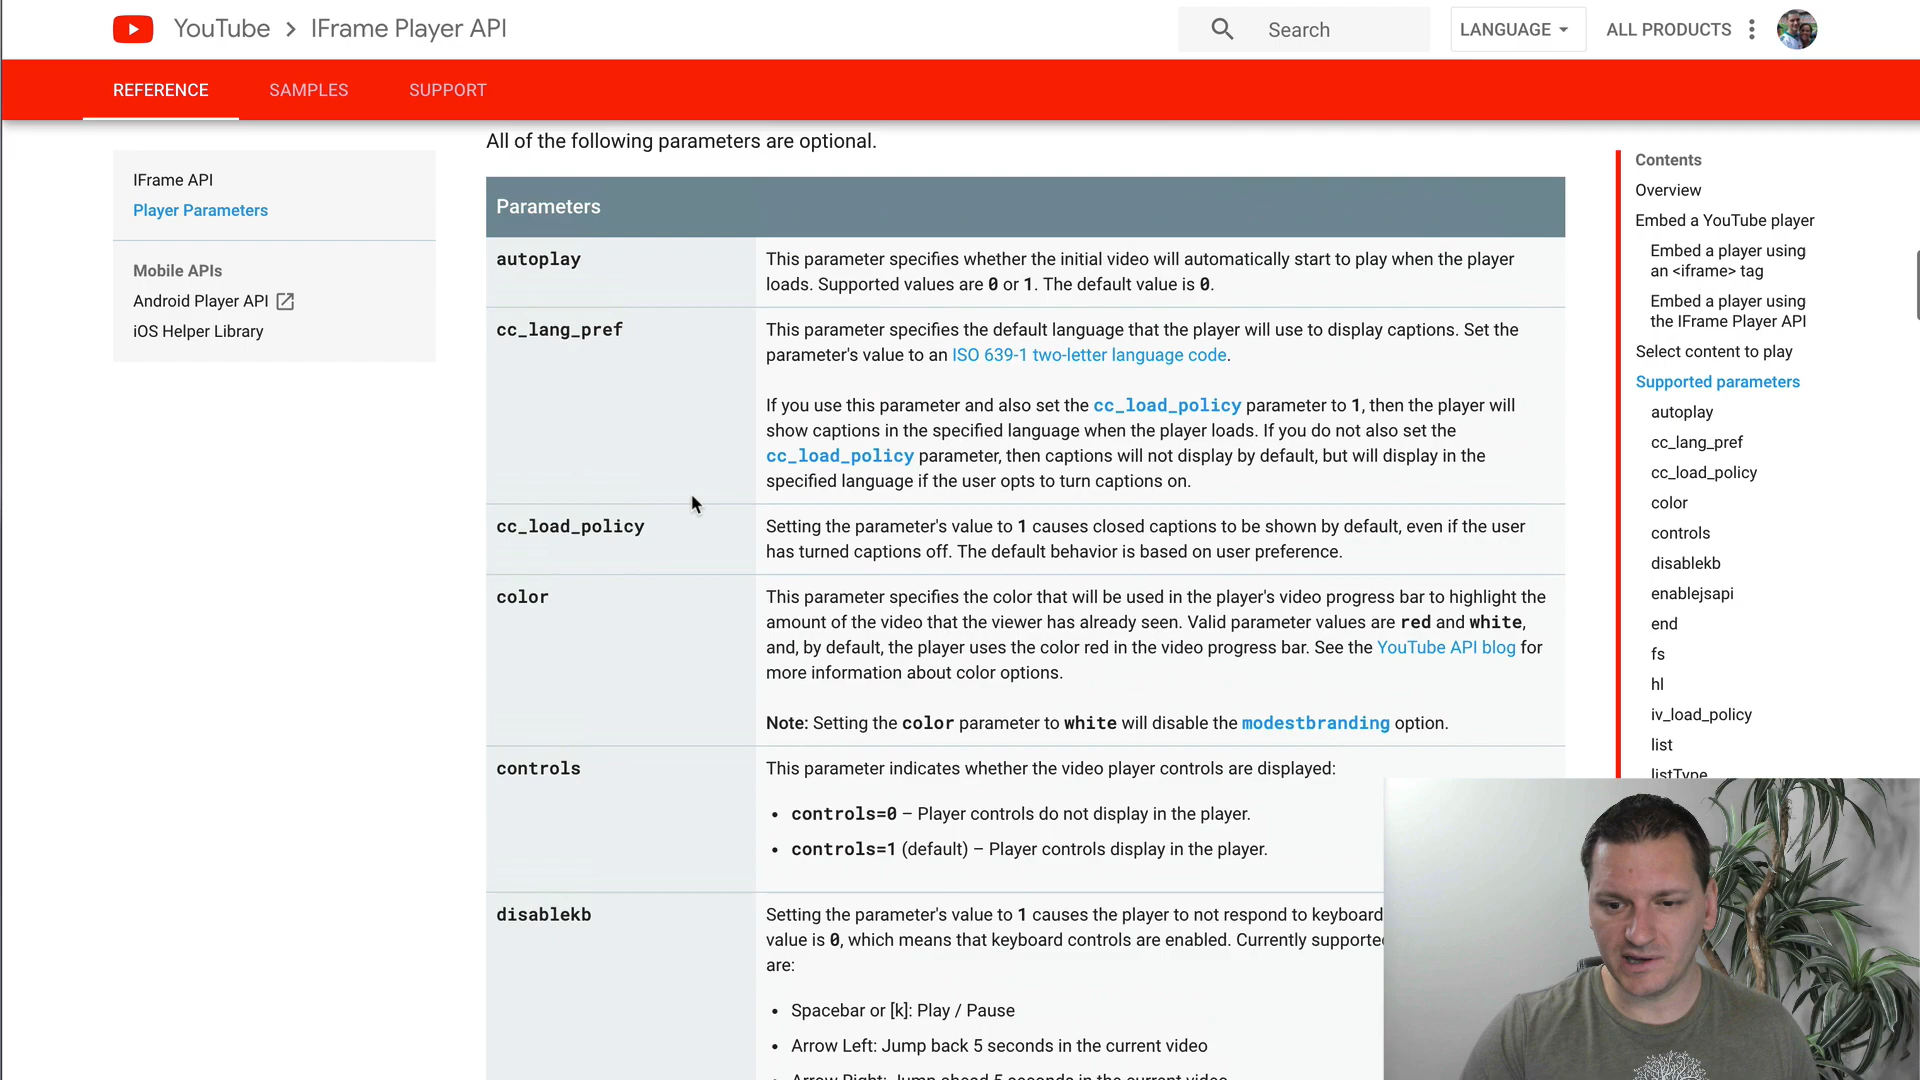 YouTube > IFrame Player API
Search
LANGUAGE
ALL PRODUCTS
REFERENCE
SAMPLES
SUPPORT
IFrame API
Player Parameters
Mobile APIs
Android Player API
iOS Helper Library
All of the following parameters are optional.
Parameters
autoplay
This parameter specifies whether the initial video will automatically start to play when the player
loads. Supported values are 0 or 1. The default value is 0.
cc_lang_pref
This parameter specifies the default language that the player will use to display captions. Set the
parameter's value to an ISO 639-1 two-letter language code.
If you use this parameter and also set the cc_load_policy parameter to 1, then the player will
show captions in the specified language when the player loads. If you do not also set the
cc_load_policy parameter, then captions will not display by default, but will display in the
specified language if the user opts to turn captions on.
cc_load_policy
Setting the parameter's value to 1 causes closed captions to be shown by default, even if the user
has turned captions off. The default behavior is based on user preference.
color
This parameter specifies the color that will be used in the player's video progress bar to highlight the
amount of the video that the viewer has already seen. Valid parameter values are red and white,
and, by default, the player uses the color red in the video progress bar. See the YouTube API blog for
more information about color options.
Note: Setting the color parameter to white will disable the modestbranding option.
controls
This parameter indicates whether the video player controls are displayed:
• controls=0 – Player controls do not display in the player.
• controls=1 (default) – Player controls display in the player.
disablekb
Setting the parameter's value to 1 causes the player to not respond to keyboard
value is 0, which means that keyboard controls are enabled. Currently supported
are:
• Spacebar or [k]: Play / Pause
• Arrow Left: Jump back 5 seconds in the current video
• Arrow Right: Jump ahead 5 seconds in the current video
Contents
Overview
Embed a YouTube player
Embed a player using
an <iframe> tag
Embed a player using
the IFrame Player API
Select content to play
Supported parameters
autoplay
cc_lang_pref
cc_load_policy
color
controls
disablekb
enablejsapi
end
fs
hl
iv_load_policy
list
listType